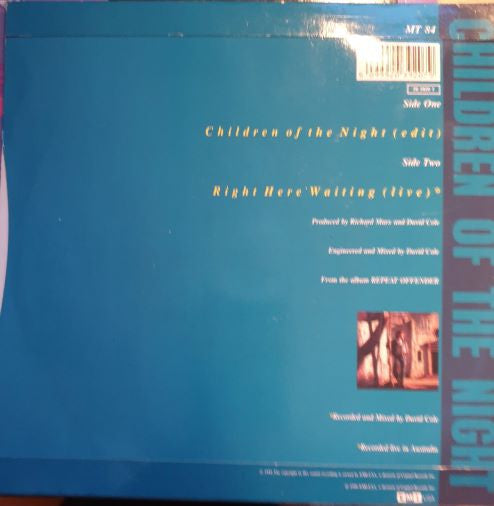 MT 84
Side One
Children of the Night (edit)
Side Two
Right Here Waiting (live)*
Produced by Richard Marx and David Cole
Engineered and Mixed by David Cole
From the album REPEAT OFFENDER
*Recorded and Mixed by David Cole
*Recorded live in Australia
EMI USA
CHILDREN OF THE NIGHT